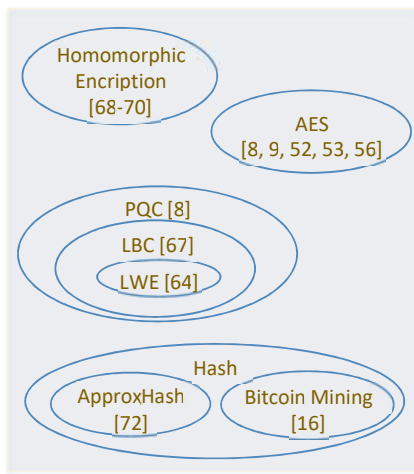 Homomorphic
Encription
[68-70]
AES
[8, 9, 52, 53, 56]
PQC [8]
LBC [67]
LWE [64]
Hash
ApproxHash
[72]
Bitcoin Mining
[16]